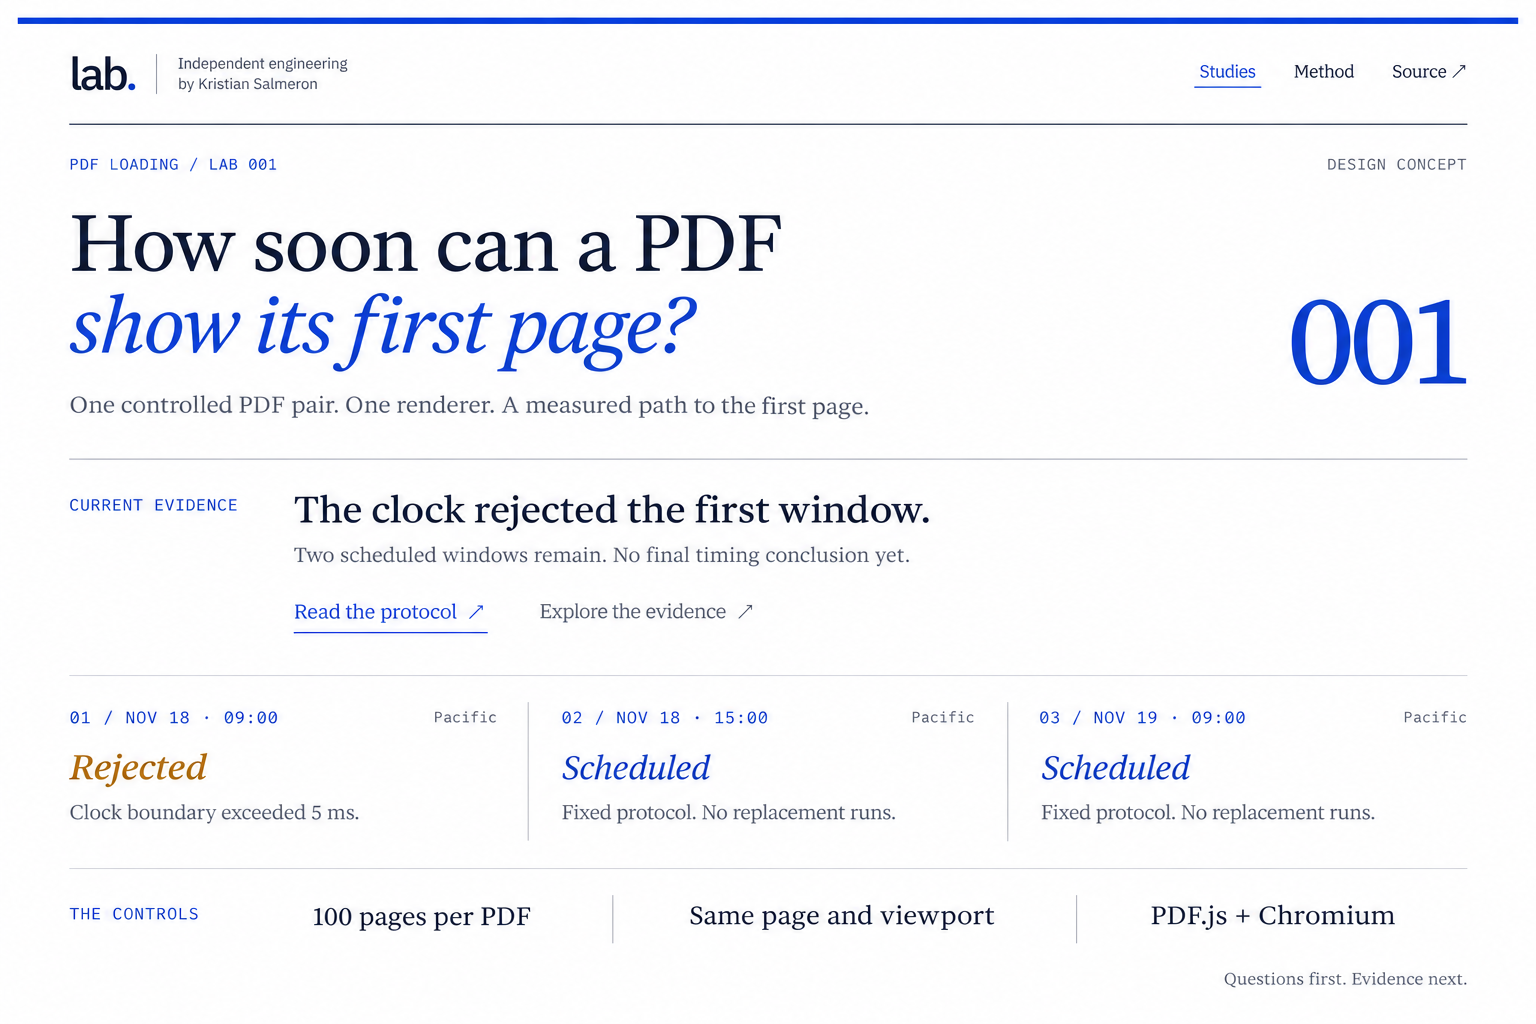 lab.
Independent engineering
by Kristian Salmeron
Studies
Method
Source ↗
PDF LOADING / LAB 001
DESIGN CONCEPT
How soon can a PDF
show its first page?
001
One controlled PDF pair. One renderer. A measured path to the first page.
CURRENT EVIDENCE
The clock rejected the first window.
Two scheduled windows remain. No final timing conclusion yet.
Read the protocol ↗
Explore the evidence ↗
01 / NOV 18 · 09:00
Pacific
Rejected
Clock boundary exceeded 5 ms.
02 / NOV 18 · 15:00
Pacific
Scheduled
Fixed protocol. No replacement runs.
03 / NOV 19 · 09:00
Pacific
Scheduled
Fixed protocol. No replacement runs.
THE CONTROLS
100 pages per PDF
Same page and viewport
PDF.js + Chromium
Questions first. Evidence next.